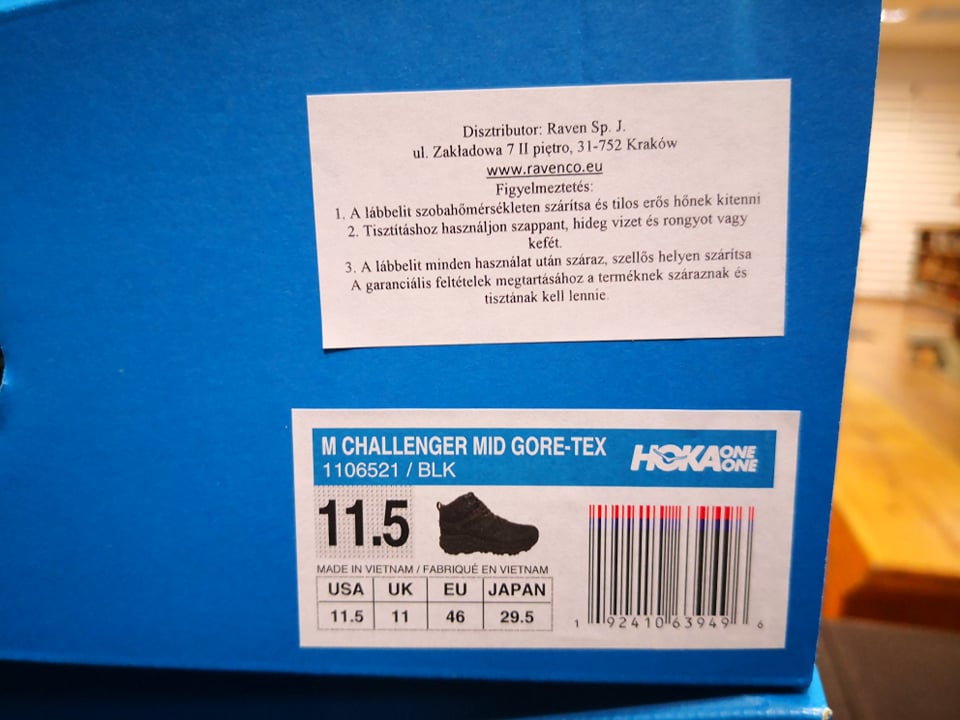 Disztributor: Raven Sp. J.
ul. Zakładowa 7 II piętro, 31-752 Kraków
www.ravenco.eu
Figyelmeztetés:
1. A lábbelit szobahőmérsékleten szárítsa és tilos erős hőnek kitenni
2. Tisztításhoz használjon szappant, hideg vizet és rongyot vagy
kefét.
3. A lábbelit minden használat után száraz, szellős helyen szárítsa
A garanciális feltételek megtartásához a terméknek száraznak és
tisztának kell lennie.
M CHALLENGER MID GORE-TEX
1106521 / BLK
HOKA ONE ONE
11.5
MADE IN VIETNAM / FABRIQUÉ EN VIETNAM
USA UK EU JAPAN
11.5 11 46 29.5
1 92410 63949 6